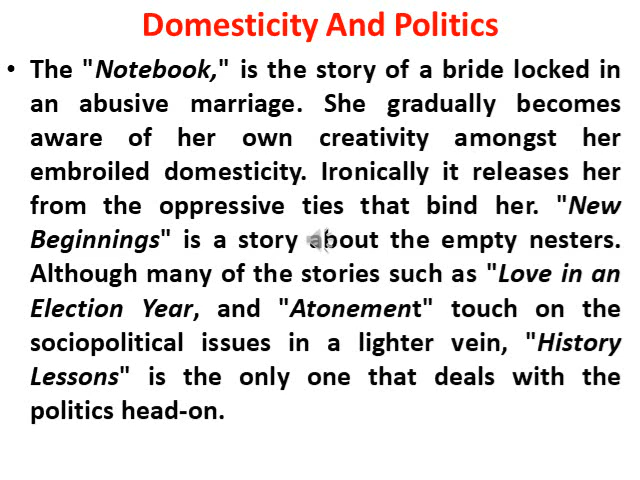 Domesticity And Politics
• The "Notebook," is the story of a bride locked in
an abusive marriage. She gradually becomes
aware of her own creativity amongst her
embroiled domesticity. Ironically it releases her
from the oppressive ties that bind her. "New
Beginnings" is a story about the empty nesters.
Although many of the stories such as "Love in an
Election Year, and "Atonement" touch on the
sociopolitical issues in a lighter vein, "History
Lessons" is the only one that deals with the
politics head-on.